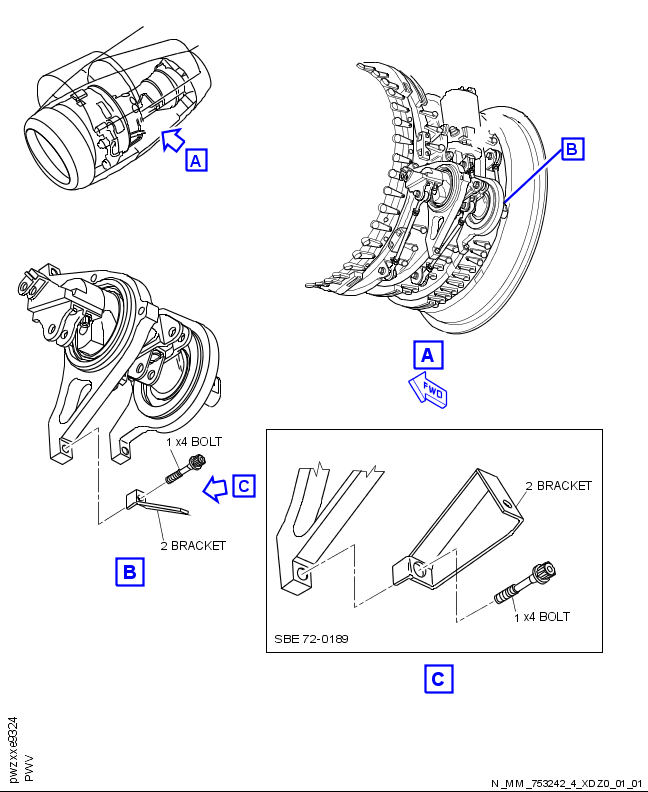 A
B
A
FWD
1 x4 BOLT
C
2 BRACKET
B
2 BRACKET
1 x4 BOLT
SBE 72-0189
C
pwzxxe9324
PWV
N_MM_753242_4_XDZ0_01_01